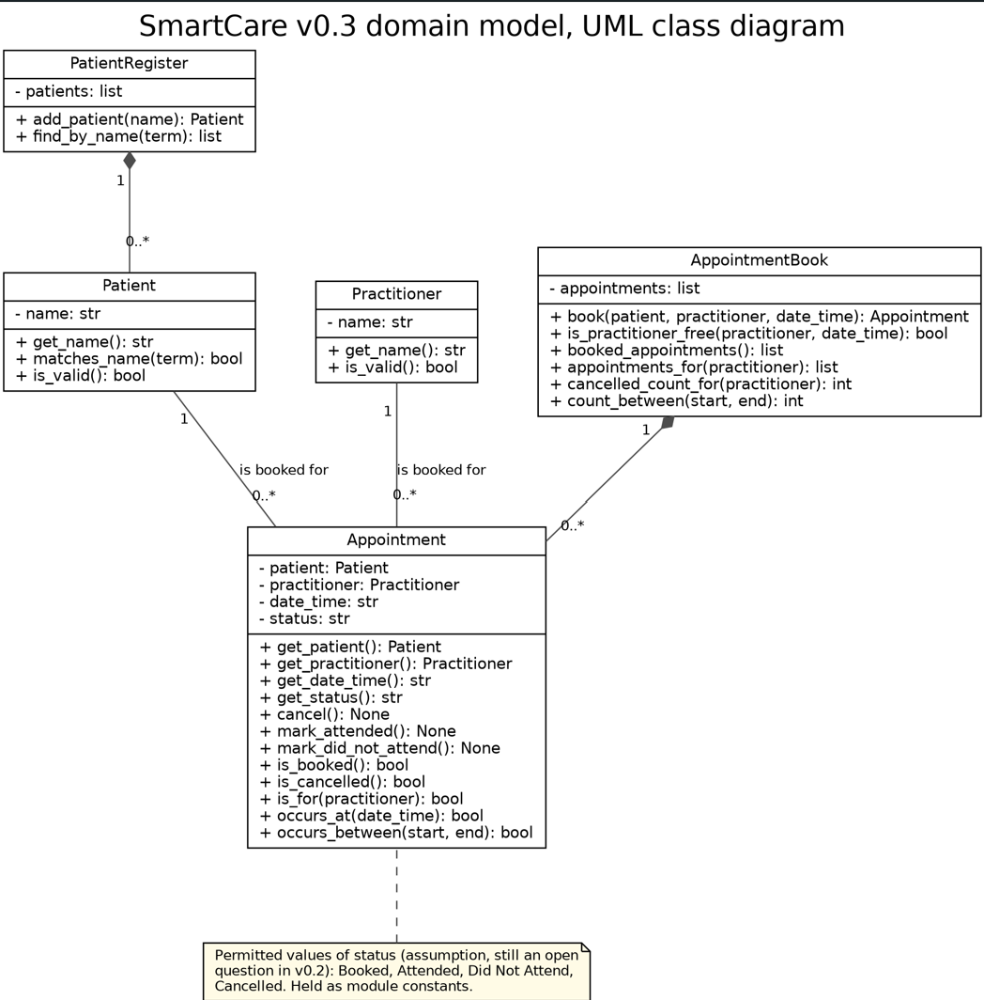 SmartCare v0.3 domain model, UML class diagram
PatientRegister
- patients: list
+ add_patient(name): Patient
+ find_by_name(term): list
1
0..*
Patient
- name: str
+ get_name(): str
+ matches_name(term): bool
+ is_valid(): bool
Practitioner
- name: str
+ get_name(): str
+ is_valid(): bool
AppointmentBook
- appointments: list
+ book(patient, practitioner, date_time): Appointment
+ is_practitioner_free(practitioner, date_time): bool
+ booked_appointments(): list
+ appointments_for(practitioner): list
+ cancelled_count_for(practitioner): int
+ count_between(start, end): int
1
is booked for
0..*
1
is booked for
0..*
1
0..*
Appointment
- patient: Patient
- practitioner: Practitioner
- date_time: str
- status: str
+ get_patient(): Patient
+ get_practitioner(): Practitioner
+ get_date_time(): str
+ get_status(): str
+ cancel(): None
+ mark_attended(): None
+ mark_did_not_attend(): None
+ is_booked(): bool
+ is_cancelled(): bool
+ is_for(practitioner): bool
+ occurs_at(date_time): bool
+ occurs_between(start, end): bool
Permitted values of status (assumption, still an open
question in v0.2): Booked, Attended, Did Not Attend,
Cancelled. Held as module constants.